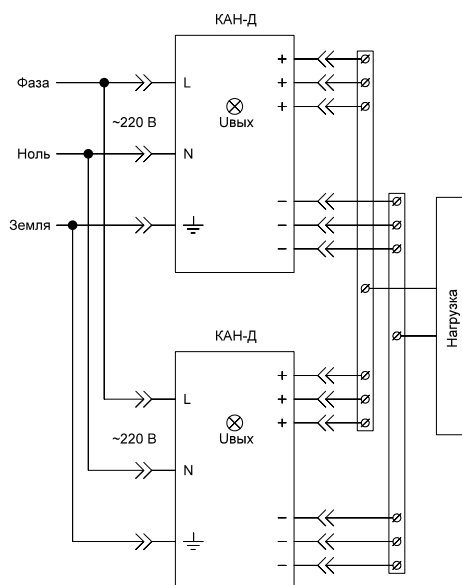 КАН-Д
Фаза
L
+
+
+
~220 В
Uвых
Ноль
N
Земля
−
−
−
Нагрузка
КАН-Д
L
+
+
+
~220 В
Uвых
N
−
−
−